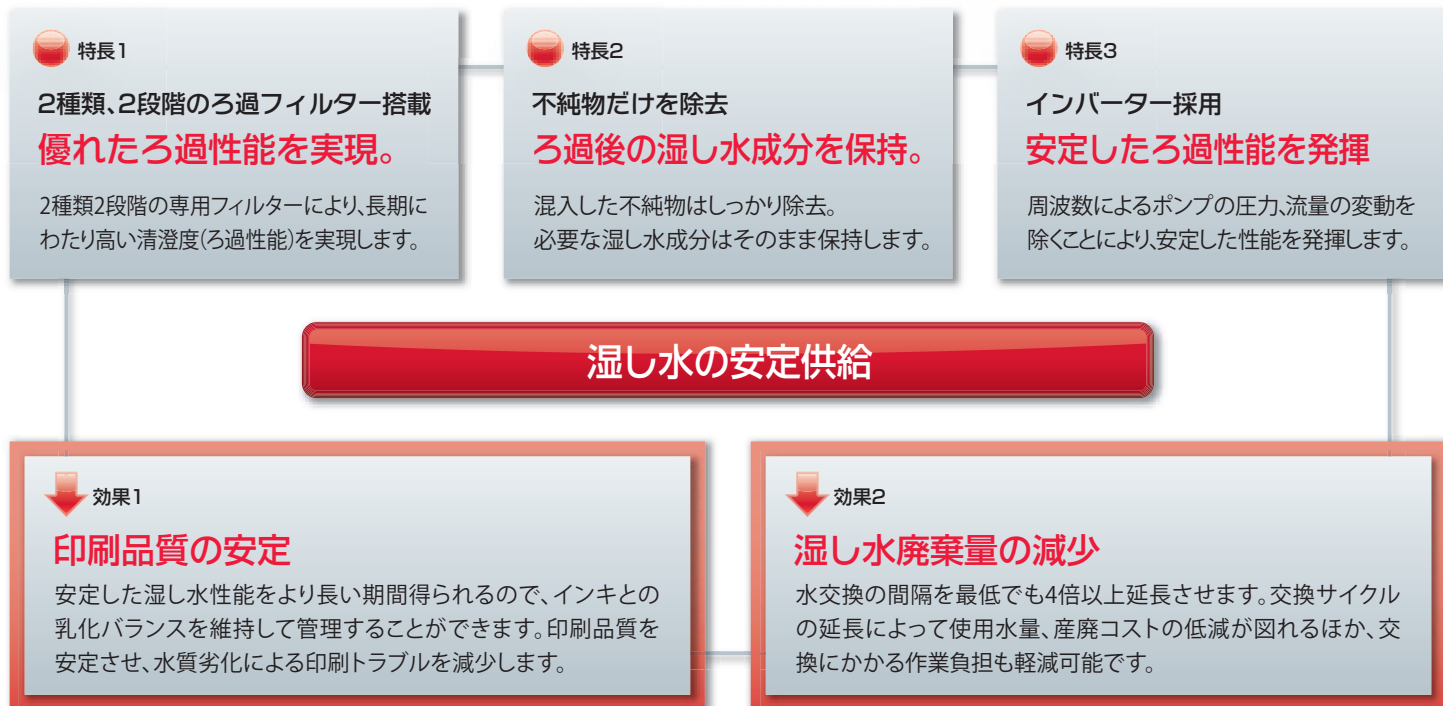 特長1
2種類、2段階のろ過フィルター搭載
優れたろ過性能を実現。
2種類2段階の専用フィルターにより、長期に
わたり高い清澄度(ろ過性能)を実現します。
特長2
不純物だけを除去
ろ過後の湿し水成分を保持。
混入した不純物はしっかり除去。
必要な湿し水成分はそのまま保持します。
特長3
インバーター採用
安定したろ過性能を発揮
周波数によるポンプの圧力、流量の変動を
除くことにより、安定した性能を発揮します。
湿し水の安定供給
効果1
印刷品質の安定
安定した湿し水性能をより長い期間得られるので、インキとの
乳化バランスを維持して管理することができます。印刷品質を
安定させ、水質劣化による印刷トラブルを減少します。
効果2
湿し水廃棄量の減少
水交換の間隔を最低でも4倍以上延長させます。交換サイクル
の延長によって使用水量、産廃コストの低減が図れるほか、交
換にかかる作業負担も軽減可能です。